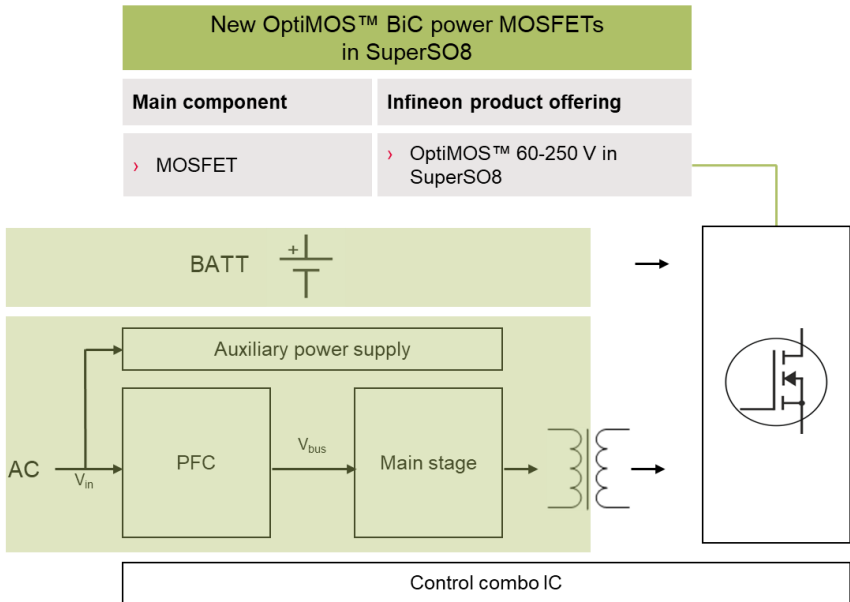 New OptiMOS™ BiC power MOSFETs
in SuperSO8
Main component
Infineon product offering
› MOSFET
› OptiMOS™ 60-250 V in
SuperSO8
BATT
+
Auxiliary power supply
AC
Vin
PFC
Vbus
Main stage
Control combo IC